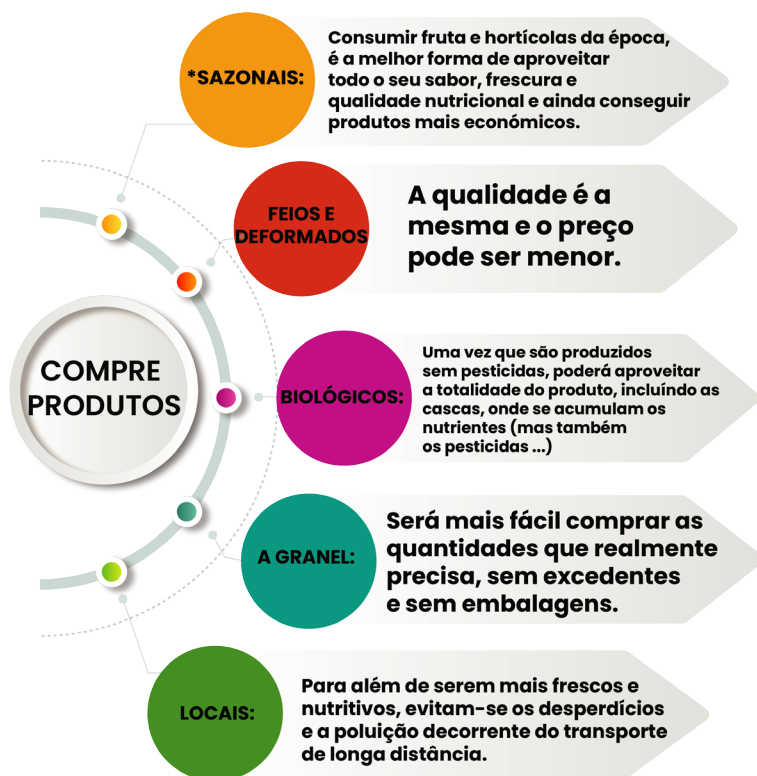 COMPRE
PRODUTOS
*SAZONAIS:
Consumir fruta e hortícolas da época,
é a melhor forma de aproveitar
todo o seu sabor, frescura e
qualidade nutricional e ainda conseguir
produtos mais económicos.
FEIOS E
DEFORMADOS
A qualidade é a
mesma e o preço
pode ser menor.
BIOLÓGICOS:
Uma vez que são produzidos
sem pesticidas, poderá aproveitar
a totalidade do produto, incluíndo as
cascas, onde se acumulam os
nutrientes (mas também
os pesticidas ...)
A GRANEL:
Será mais fácil comprar as
quantidades que realmente
precisa, sem excedentes
e sem embalagens.
LOCAIS:
Para além de serem mais frescos e
nutritivos, evitam-se os desperdícios
e a poluição decorrente do transporte
de longa distância.